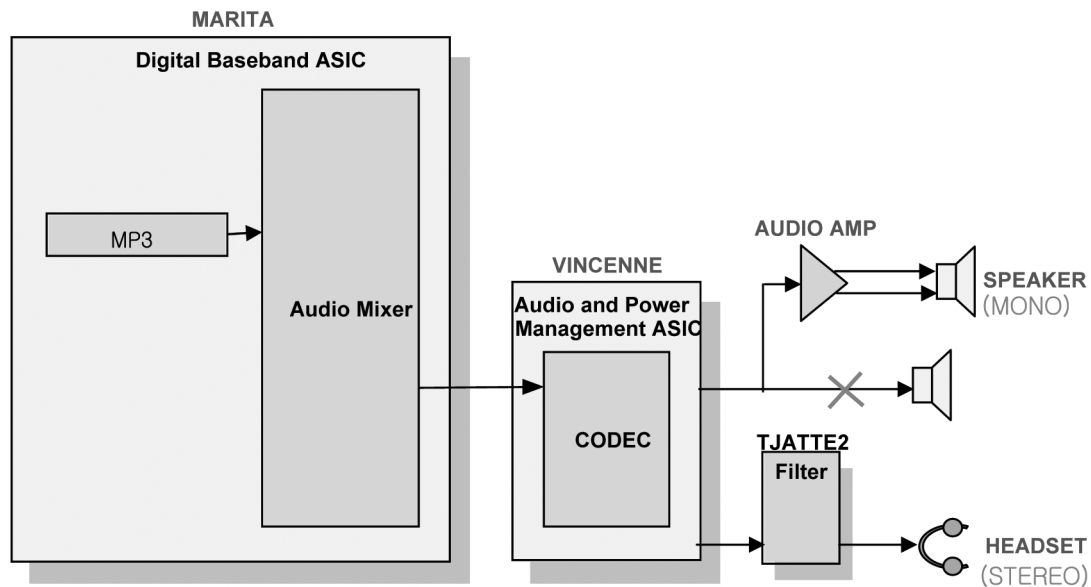 MARITA
Digital Baseband ASIC
MP3
Audio Mixer
VINCENNE
Audio and Power
Management ASIC
CODEC
AUDIO AMP
SPEAKER
(MONO)
TJATTE2
Filter
HEADSET
(STEREO)